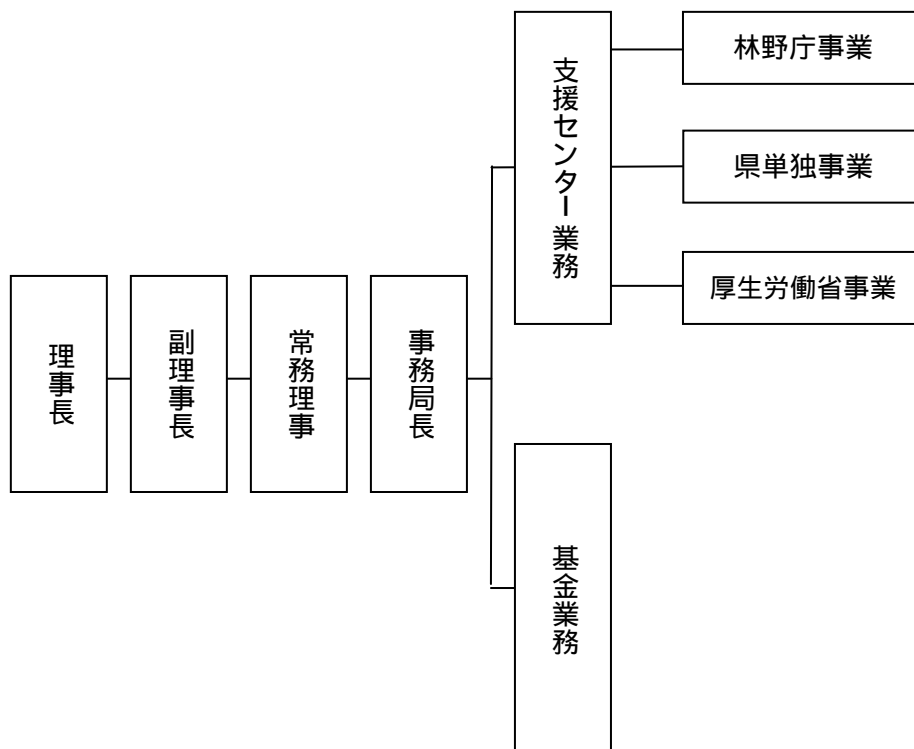 理事長
副理事長
常務理事
事務局長
支援センター業務
林野庁事業
県単独事業
厚生労働省事業
基金業務